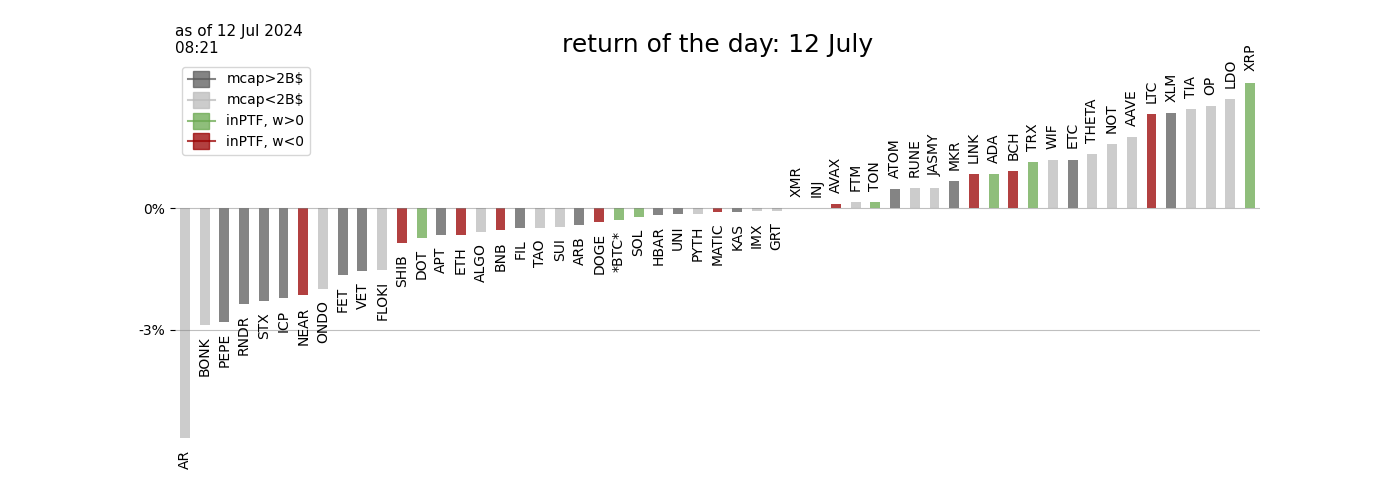 as of 12 Jul 2024
08:21
return of the day: 12 July
mcap>2B$
mcap<2B$
inPTF, w>0
inPTF, w<0
0%
-3%
AR
BONK
PEPE
RNDR
STX
ICP
NEAR
ONDO
FET
VET
FLOKI
SHIB
DOT
APT
ETH
ALGO
BNB
FIL
TAO
SUI
ARB
DOGE
*BTC*
SOL
HBAR
UNI
PYTH
MATIC
KAS
IMX
GRT
XMR
INJ
AVAX
FTM
TON
ATOM
RUNE
JASMY
MKR
LINK
ADA
BCH
TRX
WIF
ETC
THETA
NOT
AAVE
LTC
XLM
TIA
OP
LDO
XRP